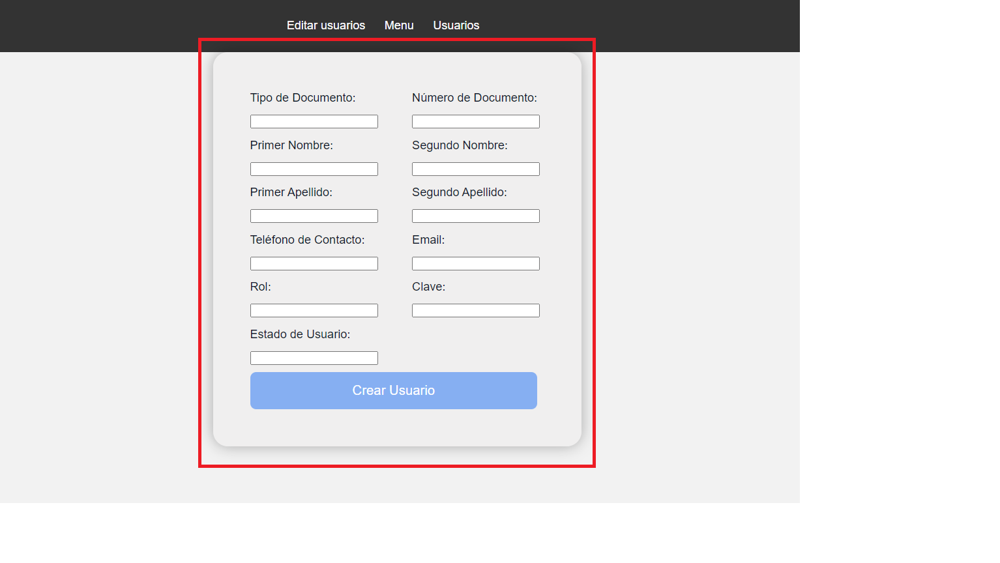 Editar usuarios Menu Usuarios
Tipo de Documento: Número de Documento:
Primer Nombre: Segundo Nombre:
Primer Apellido: Segundo Apellido:
Teléfono de Contacto: Email:
Rol: Clave:
Estado de Usuario:
Crear Usuario